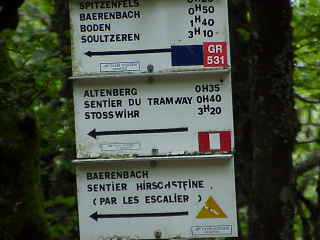 SPITZENFELS
BAERENBACH 0H50
BODEN 1H40
SOULTZEREN 3H10
GR
531
ALTENBERG 0H35
SENTIER DU TRAMWAY 0H40
STOSSWIHR 3H20
BAERENBACH
SENTIER HIRSCHSTEINE
(PAR LES ESCALIER)